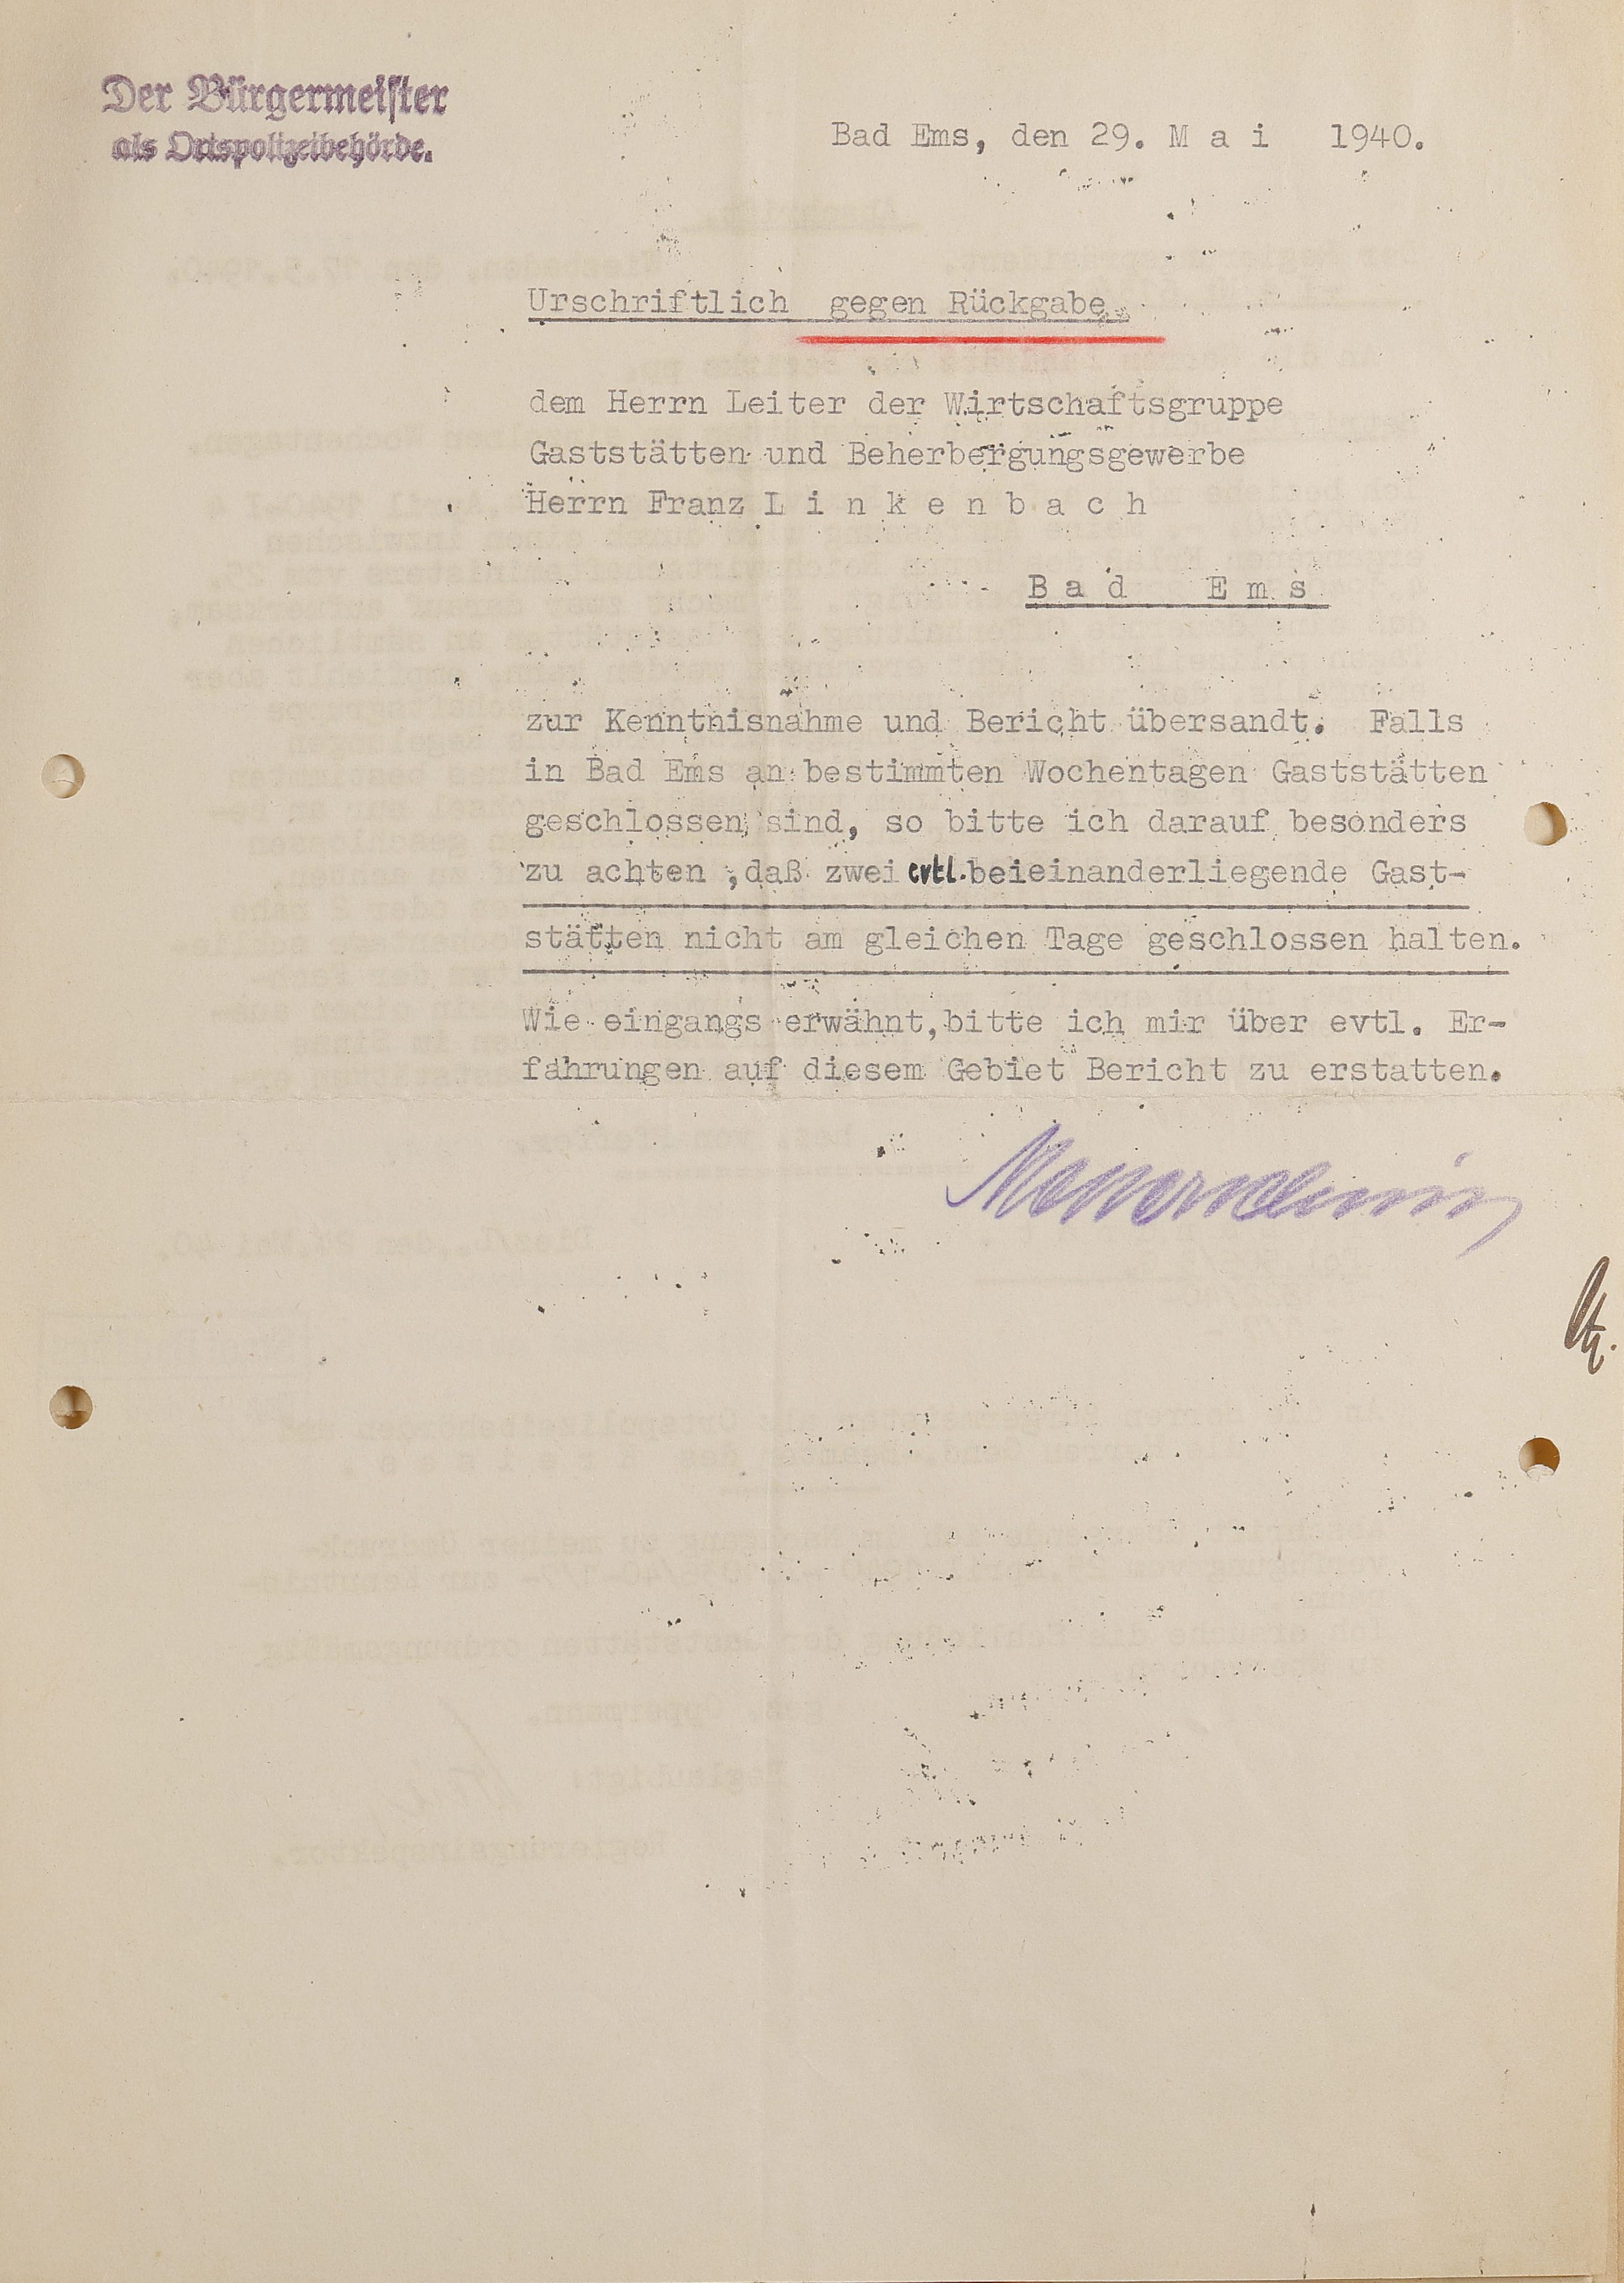 Der Bürgermeister
als Ortspolizeibehörde.
Bad Ems, den 29. M a i 1940.
Urschriftlich gegen Rückgabe.
dem Herrn Leiter der Wirtschaftsgruppe
Gaststätten und Beherbergungsgewerbe
Herrn Franz L i n k e n b a c h
B a d E m s
zur Kenntnisnahme und Bericht übersandt. Falls
in Bad Ems an bestimmten Wochentagen Gaststätten
geschlossen sind, so bitte ich darauf besonders
zu achten ,daß zwei evtl. beieinanderliegende Gast-
stätten nicht am gleichen Tage geschlossen halten.
Wie eingangs erwähnt,bitte ich mir über evtl. Er-
fahrungen auf diesem Gebiet Bericht zu erstatten.